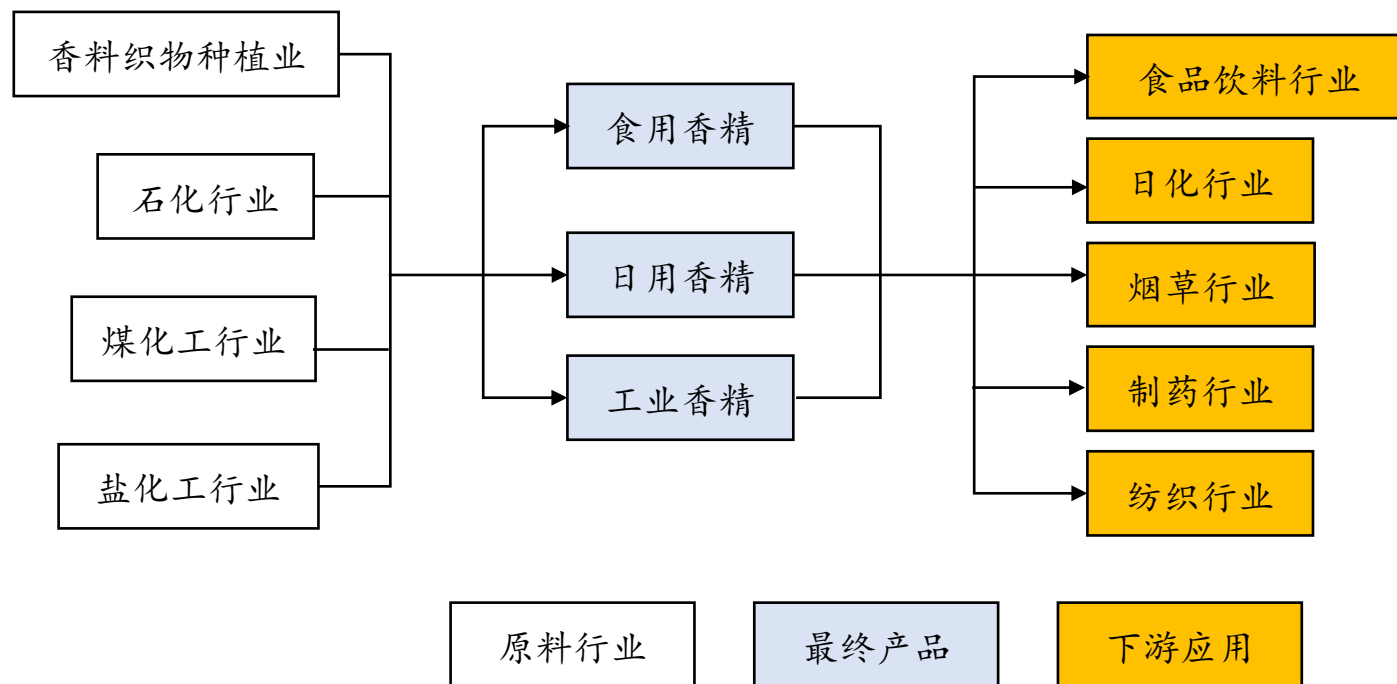 香料织物种植业
石化行业
煤化工行业
盐化工行业
食用香精
日用香精
工业香精
食品饮料行业
日化行业
烟草行业
制药行业
纺织行业
原料行业
最终产品
下游应用